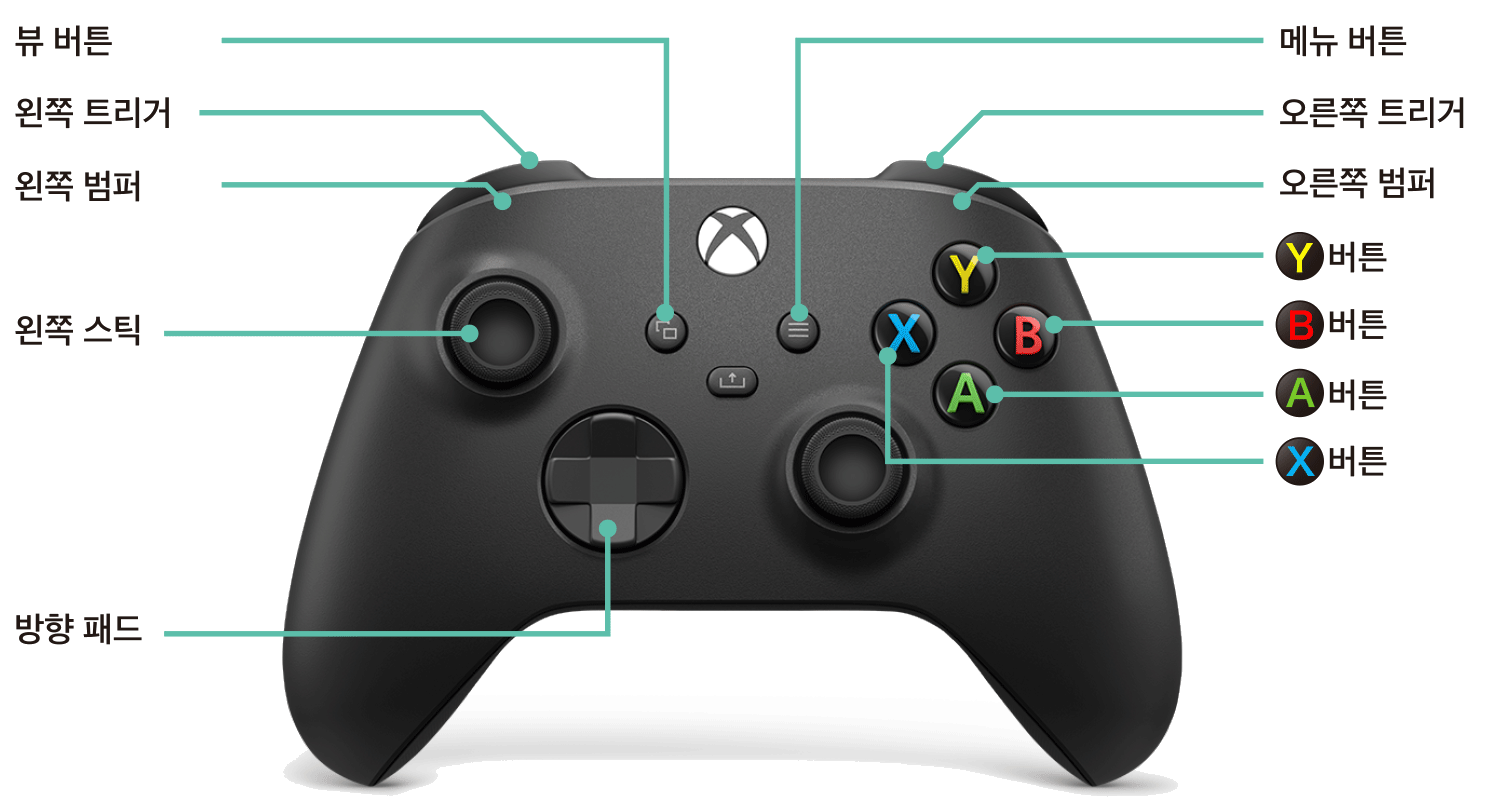 뷰 버튼
왼쪽 트리거
왼쪽 범퍼
왼쪽 스틱
방향 패드
메뉴 버튼
오른쪽 트리거
오른쪽 범퍼
Y 버튼
B 버튼
A 버튼
X 버튼
Y
X
B
A